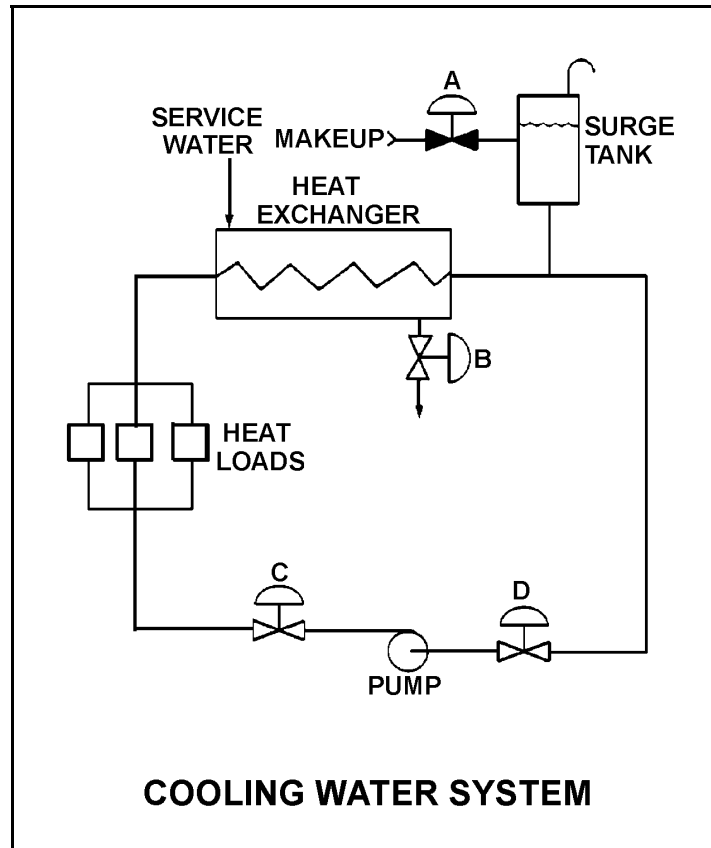 A
SERVICE
WATER
MAKEUP
SURGE
TANK
HEAT
EXCHANGER
B
HEAT
LOADS
C
D
PUMP
COOLING WATER SYSTEM